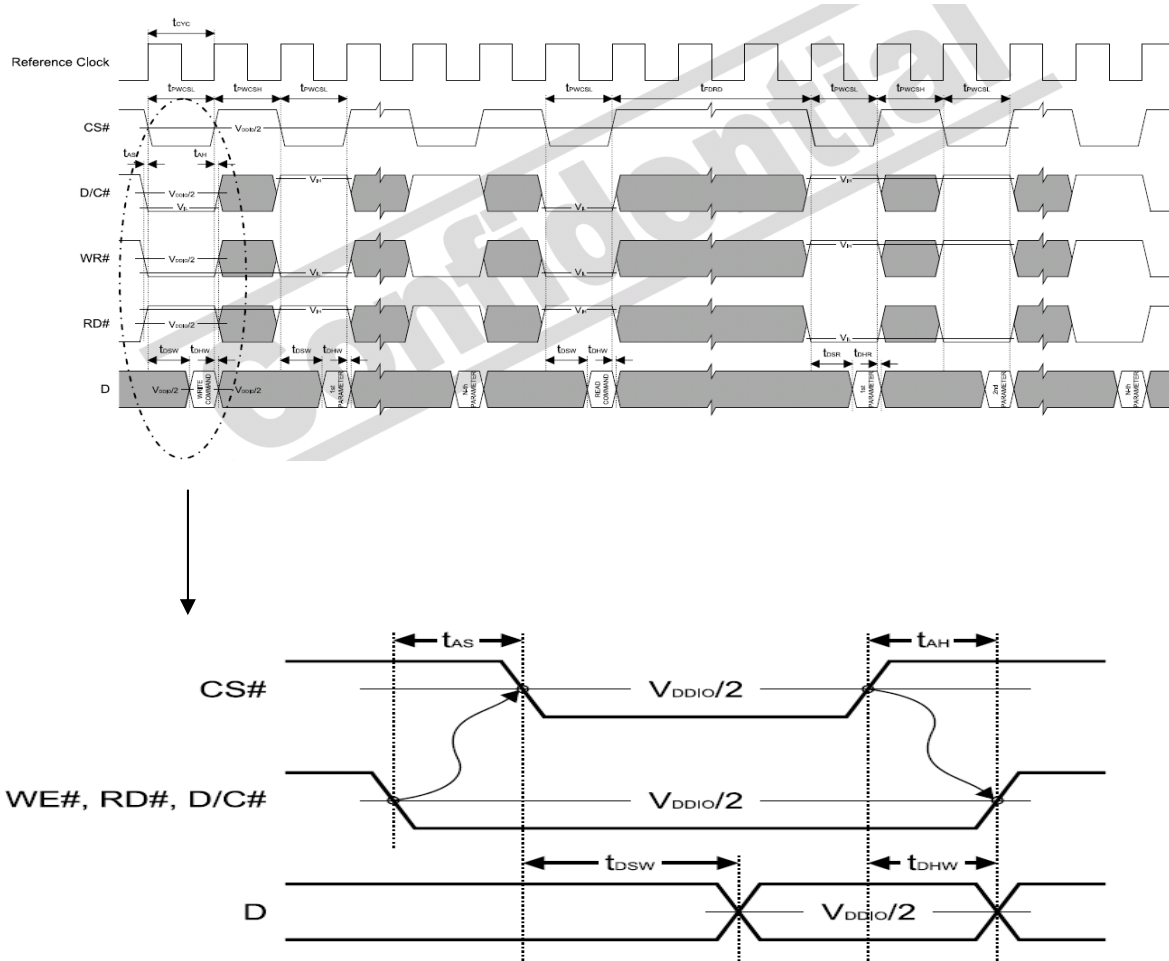 tCYC
Reference Clock
tPWCSL tPWCSH tPWCSL tPWCSL tFDRD tPWCSL tPWCSH tPWCSL
CS# VDDIO/2
tAS tAH
D/C# VDDIO/2 VIH VIH
VIL VIL
WR# VDDIO/2 VIH
VIL VIL
RD# VDDIO/2 VIH VIH
VIL
tDSW tDHW tDSW tDHW tDSW tDHW tDSR tDHR
D VDDIO/2 WRITE COMMAND VDDIO/2 1st PARAMETER N-th PARAMETER READ COMMAND 1st PARAMETER 2nd PARAMETER N-th PARAMETER
Confidential
tAS tAH
CS# VDDIO/2
WE#, RD#, D/C# VDDIO/2
tDSW tDHW
D VDDIO/2